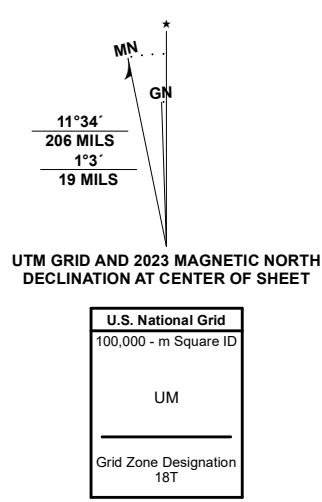 MN
GN
11°34´
206 MILS
1°3´
19 MILS
UTM GRID AND 2023 MAGNETIC NORTH
DECLINATION AT CENTER OF SHEET
U.S. National Grid
100,000 - m Square ID
UM
Grid Zone Designation
18T